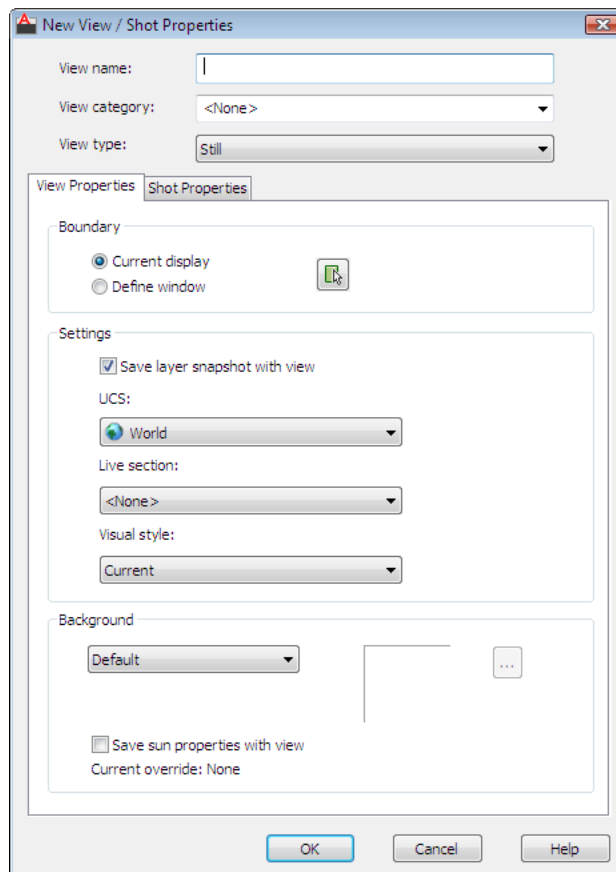 New View / Shot Properties
View name:
View category: <None>
View type: Still
View Properties Shot Properties
Boundary
Current display
Define window
Settings
Save layer snapshot with view
UCS:
World
Live section:
<None>
Visual style:
Current
Background
Default
...
Save sun properties with view
Current override: None
OK Cancel Help